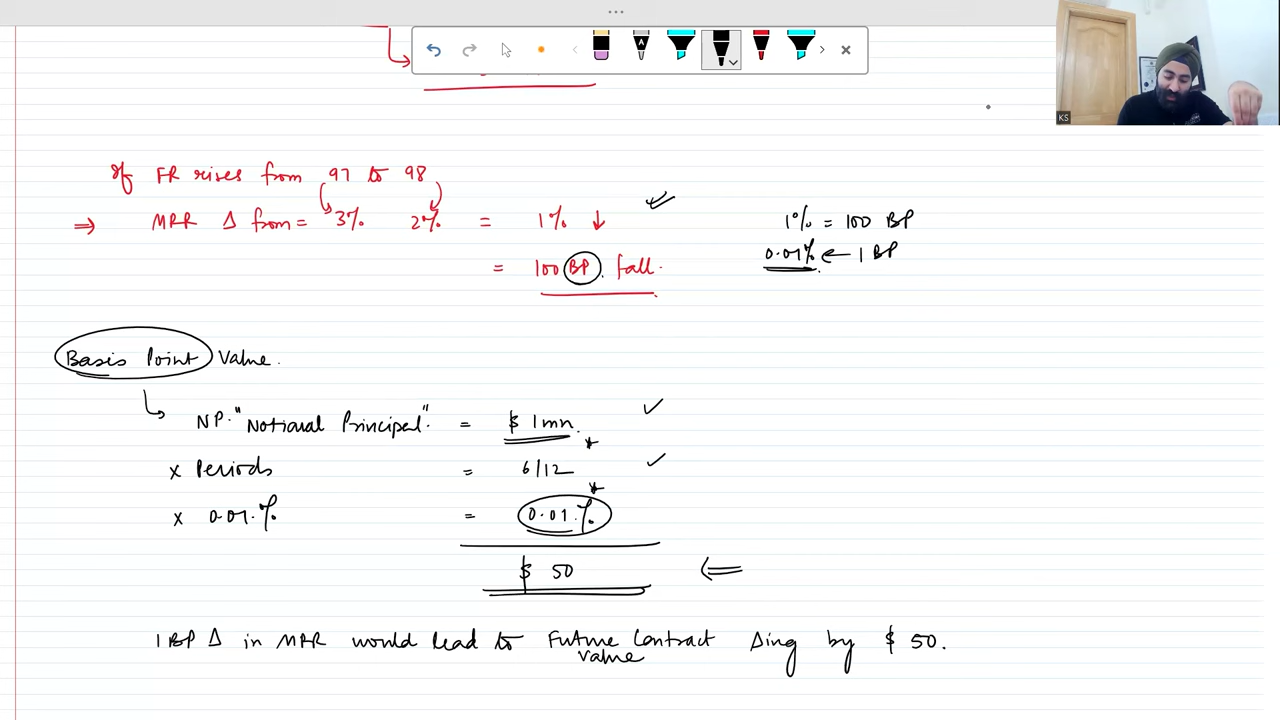 If FR rises from 97 to 98
⇒ MRR Δ from = 3% 2% = 1% ↓
= 100 BP. fall.
1% = 100 BP
0.01% ← 1 BP
Basis Point Value.
NP. "Notional Principal" = $ 1mn.
x Periods = 6/12
x 0.01.% = 0.01.%
$ 50
1 BP Δ in MRR would lead to Future Contract value Δing by $ 50.
KS